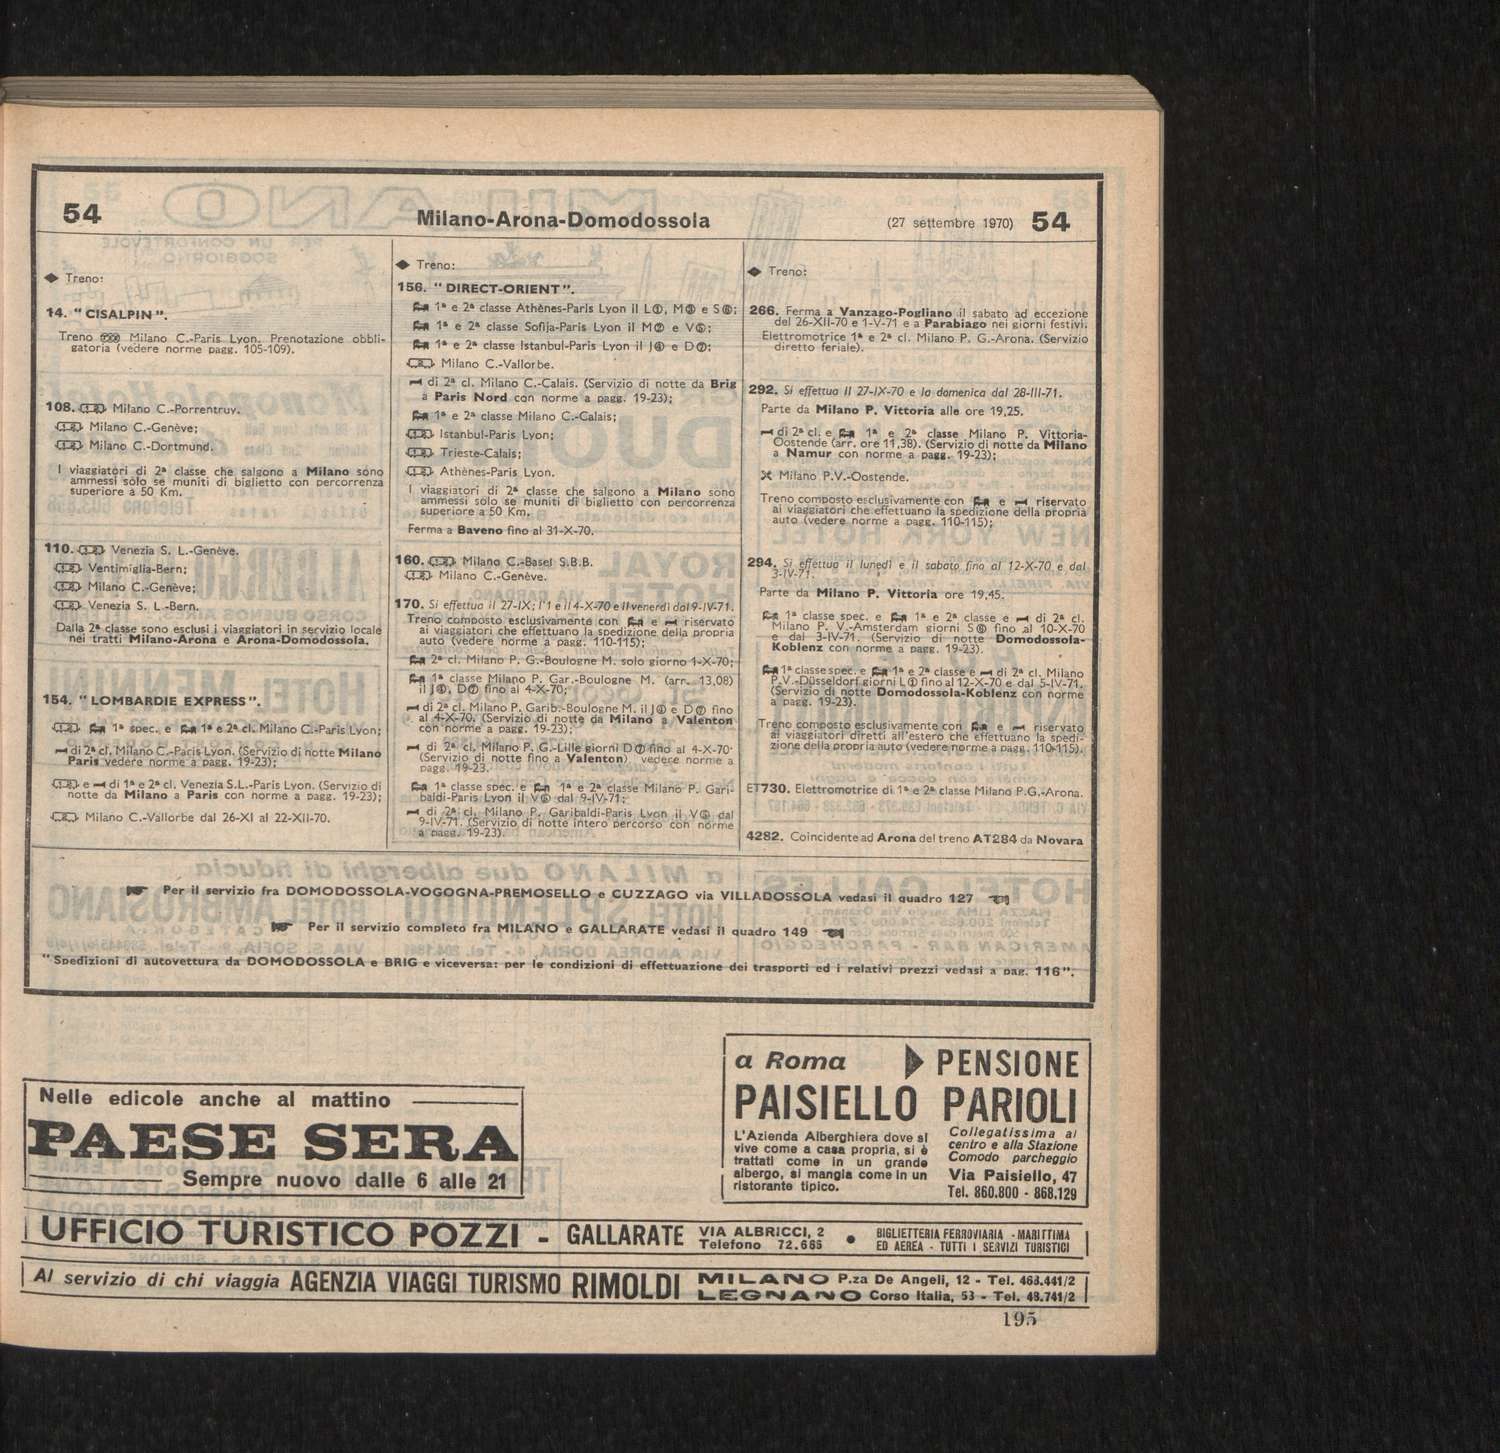 54
Milano-Arona-Domodossola
(27 settembre 1970) 54
◆ Treno:
14. "CISALPIN".
Treno Milano C.-Paris Lyon. Prenotazione obbli-
gatoria (vedere norme pagg. 105-109).
108. Milano C.-Porrentruy.
Milano C.-Genève;
Milano C.-Dortmund.
I viaggiatori di 2ª classe che salgono a Milano sono
ammessi solo se muniti di biglietto con percorrenza
superiore a 50 Km.
110. Venezia S. L.-Genève.
Ventimiglia-Bern;
Milano C.-Genève;
Venezia S. L.-Bern.
Dalla 2ª classe sono esclusi i viaggiatori in servizio locale
nei tratti Milano-Arona e Arona-Domodossola.
154. "LOMBARDIE EXPRESS".
1ª spec. e 1ª e 2ª cl. Milano C.-Paris Lyon;
di 2ª cl. Milano C.-Paris Lyon. (Servizio di notte Milano
Paris vedere norme a pagg. 19-23);
e di 1ª e 2ª cl. Venezia S.L.-Paris Lyon. (Servizio di
notte da Milano a Paris con norme a pagg. 19-23);
Milano C.-Vallorbe dal 26-XI al 22-XII-70.
◆ Treno:
156. "DIRECT-ORIENT".
1ª e 2ª classe Athènes-Paris Lyon il L①, M③ e S⑥;
1ª e 2ª classe Sofija-Paris Lyon il M② e V⑤;
1ª e 2ª classe Istanbul-Paris Lyon il J④ e D⑦;
Milano C.-Vallorbe.
di 2ª cl. Milano C.-Calais. (Servizio di notte da Brig
a Paris Nord con norme a pagg. 19-23);
1ª e 2ª classe Milano C.-Calais;
Istanbul-Paris Lyon;
Trieste-Calais;
Athènes-Paris Lyon.
I viaggiatori di 2ª classe che salgono a Milano sono
ammessi solo se muniti di biglietto con percorrenza
superiore a 50 Km.
Ferma a Baveno fino al 31-X-70.
160. Milano C.-Basel S.B.B.
Milano C.-Genève.
170. Si effettua il 27-IX; l'1 e il 4-X-70 e il venerdì dal 9-IV-71.
Treno composto esclusivamente con e riservato
ai viaggiatori che effettuano la spedizione della propria
auto (vedere norme a pagg. 110-115);
2ª cl. Milano P. G.-Boulogne M. solo giorno 1-X-70;
1ª classe Milano P. Gar.-Boulogne M. (arr. 13,08)
il J④, D⑦ fino al 4-X-70;
di 2ª cl. Milano P. Garib.-Boulogne M. il J④ e D⑦ fino
al 4-X-70. (Servizio di notte da Milano a Valenton
con norme a pagg. 19-23);
di 2ª cl. Milano P. G.-Lille giorni D⑦ fino al 4-X-70·
(Servizio di notte fino a Valenton) vedere norme a
pagg. 19-23.
1ª classe spec. e 1ª e 2ª classe Milano P. Gari-
baldi-Paris Lyon il V⑤ dal 9-IV-71;
di 2ª cl. Milano P. Garibaldi-Paris Lyon il V⑤ dal
9-IV-71. (Servizio di notte intero percorso con norme
a pagg. 19-23).
◆ Treno:
266. Ferma a Vanzago-Pogliano il sabato ad eccezione
del 26-XII-70 e 1-V-71 e a Parabiago nei giorni festivi.
Elettromotrice 1ª e 2ª cl. Milano P. G.-Arona. (Servizio
diretto feriale).
292. Si effettua il 27-IX-70 e la domenica dal 28-III-71.
Parte da Milano P. Vittoria alle ore 19,25.
di 2ª cl. e 1ª e 2ª classe Milano P. Vittoria-
Oostende (arr. ore 11,38). (Servizio di notte da Milano
a Namur con norme a pagg. 19-23);
Milano P.V.-Oostende.
Treno composto esclusivamente con e riservato
ai viaggiatori che effettuano la spedizione della propria
auto (vedere norme a pagg. 110-115);
294. Si effettua il lunedì e il sabato fino al 12-X-70 e dal
3-IV-71.
Parte da Milano P. Vittoria ore 19,45.
1ª classe spec. e 1ª e 2ª classe e di 2ª cl.
Milano P. V.-Amsterdam giorni S⑥ fino al 10-X-70
e dal 3-IV-71. (Servizio di notte Domodossola-
Koblenz con norme a pagg. 19-23).
1ª classe spec. e 1ª e 2ª classe e di 2ª cl. Milano
P.V.-Düsseldorf giorni L① fino al 12-X-70 e dal 5-IV-71.
(Servizio di notte Domodossola-Koblenz con norme
a pagg. 19-23).
Treno composto esclusivamente con e riservato
ai viaggiatori diretti all'estero che effettuano la spedi-
zione della propria auto (vedere norme a pagg. 110-115).
ET730. Elettromotrice di 1ª e 2ª classe Milano P.G.-Arona.
4282. Coincidente ad Arona del treno AT284 da Novara
Per il servizio fra DOMODOSSOLA-VOGOGNA-PREMOSELLO e CUZZAGO via VILLADOSSOLA vedasi il quadro 127
Per il servizio completo fra MILANO e GALLARATE vedasi il quadro 149
"Spedizioni di autovettura da DOMODOSSOLA e BRIG e viceversa: per le condizioni di effettuazione dei trasporti ed i relativi prezzi vedasi a pag. 116".
Nelle edicole anche al mattino
PAESE SERA
Sempre nuovo dalle 6 alle 21
a Roma PENSIONE
PAISIELLO PARIOLI
L'Azienda Alberghiera dove si
vive come a casa propria, si è
trattati come in un grande
albergo, si mangia come in un
ristorante tipico.
Collegatissima al
centro e alla Stazione
Comodo parcheggio
Via Paisiello, 47
Tel. 860.800 - 868.129
UFFICIO TURISTICO POZZI - GALLARATE VIA ALBRICCI, 2
Telefono 72.686
• BIGLIETTERIA FERROVIARIA - MARITTIMA
ED AEREA - TUTTI I SERVIZI TURISTICI
Al servizio di chi viaggia AGENZIA VIAGGI TURISMO RIMOLDI
MILANO P.za De Angeli, 12 - Tel. 463.441/2
LEGNANO Corso Italia, 53 - Tel. 48.741/2
195